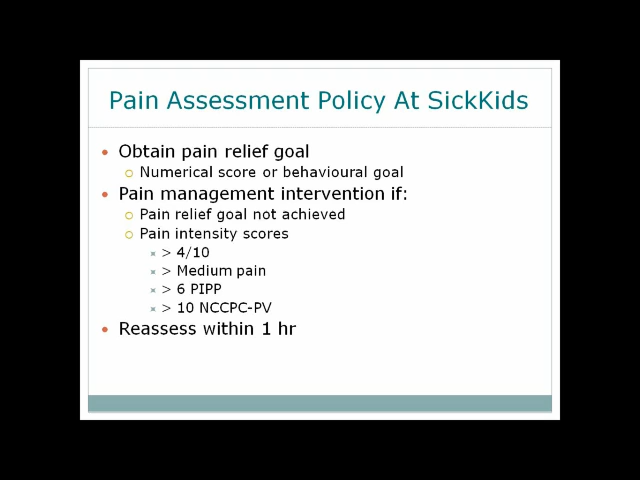 Pain Assessment Policy At SickKids
• Obtain pain relief goal
○ Numerical score or behavioural goal
• Pain management intervention if:
○ Pain relief goal not achieved
○ Pain intensity scores
× > 4/10
× > Medium pain
× > 6 PIPP
× > 10 NCCPC-PV
• Reassess within 1 hr